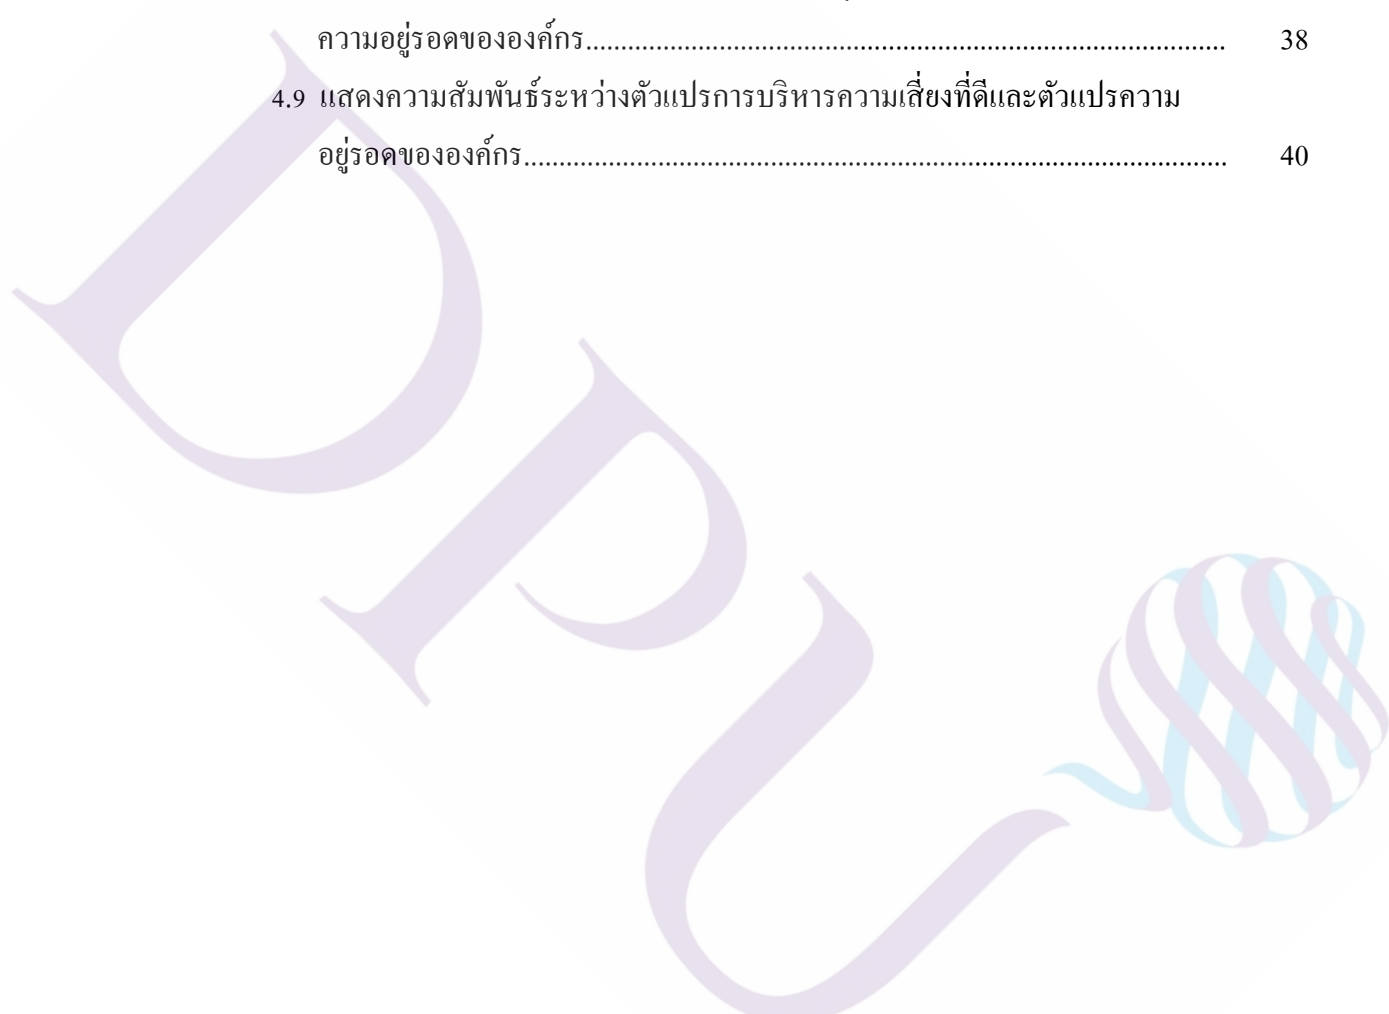 ความอยู่รอดขององค์กร........................................................................................... 38
4.9 แสดงความสัมพันธ์ระหว่างตัวแปรการบริหารความเสี่ยงที่ดีและตัวแปรความ
อยู่รอดขององค์กร.................................................................................................... 40
DPU